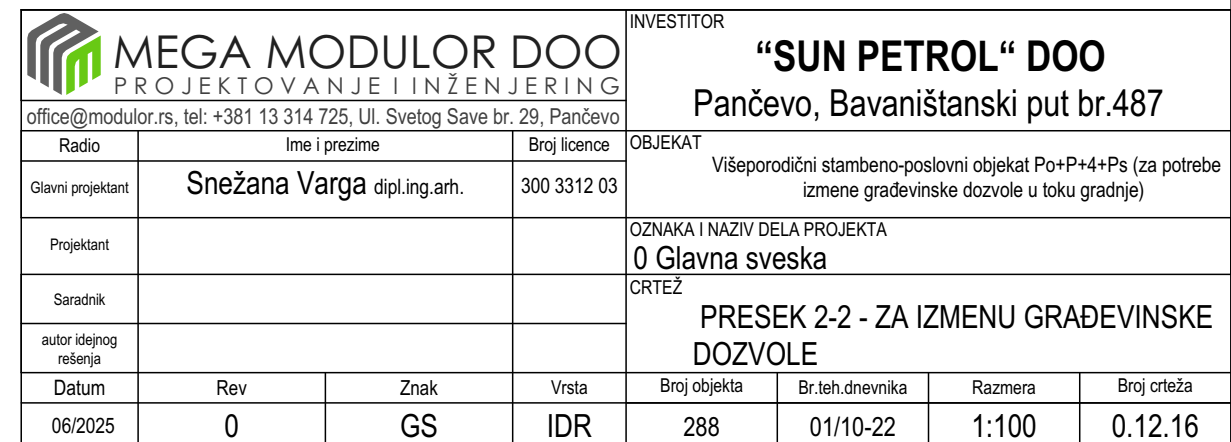 MEGA MODULOR DOO
PROJEKTOVANJE I INŽENJERING
office@modulor.rs, tel: +381 13 314 725, Ul. Svetog Save br. 29, Pančevo
INVESTITOR
“SUN PETROL“ DOO
Pančevo, Bavaništanski put br.487
Radio Ime i prezime Broj licence
Glavni projektant Snežana Varga dipl.ing.arh. 300 3312 03
Projektant
Saradnik
autor idejnog
rešenja
OBJEKAT
Višeporodični stambeno-poslovni objekat Po+P+4+Ps (za potrebe
izmene građevinske dozvole u toku gradnje)
OZNAKA I NAZIV DELA PROJEKTA
0 Glavna sveska
CRTEŽ
PRESEK 2-2 - ZA IZMENU GRAĐEVINSKE
DOZVOLE
Datum Rev Znak Vrsta Broj objekta Br.teh.dnevnika Razmera Broj crteža
06/2025 0 GS IDR 288 01/10-22 1:100 0.12.16